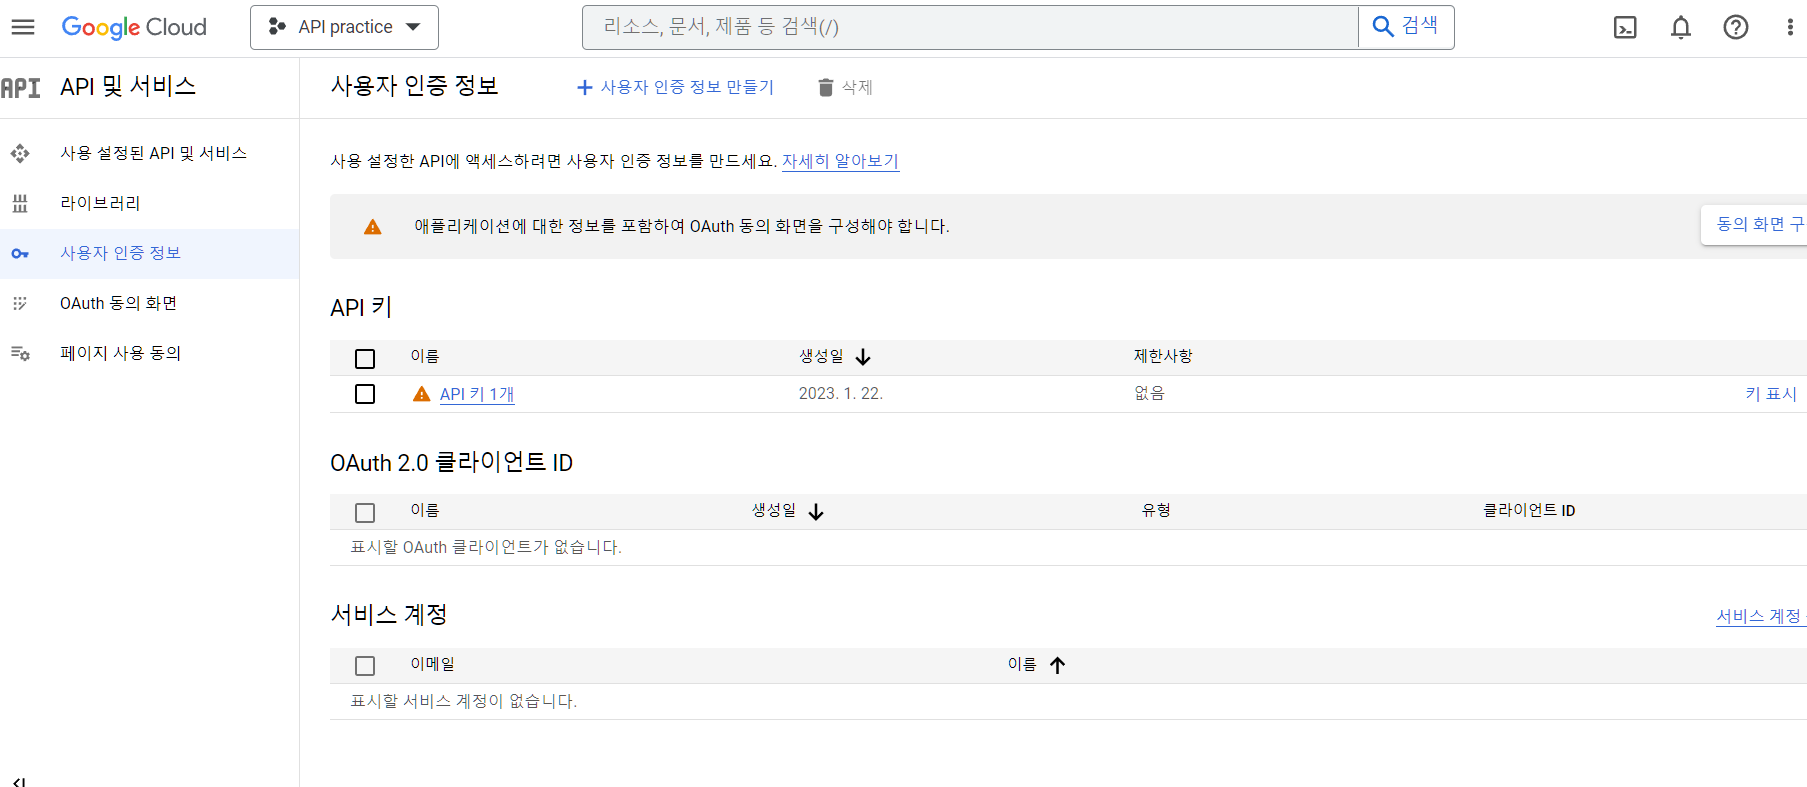 Google Cloud
API practice
리소스, 문서, 제품 등 검색(/)
검색
API
API 및 서비스
사용자 인증 정보
사용자 인증 정보 만들기
삭제
사용 설정된 API 및 서비스
라이브러리
사용자 인증 정보
OAuth 동의 화면
페이지 사용 동의
사용 설정한 API에 액세스하려면 사용자 인증 정보를 만드세요. 자세히 알아보기
애플리케이션에 대한 정보를 포함하여 OAuth 동의 화면을 구성해야 합니다.
동의 화면 구
API 키
이름 생성일 제한사항
API 키 1개 2023. 1. 22. 없음 키 표시
OAuth 2.0 클라이언트 ID
이름 생성일 유형 클라이언트 ID
표시할 OAuth 클라이언트가 없습니다.
서비스 계정
서비스 계정
이메일 이름
표시할 서비스 계정이 없습니다.